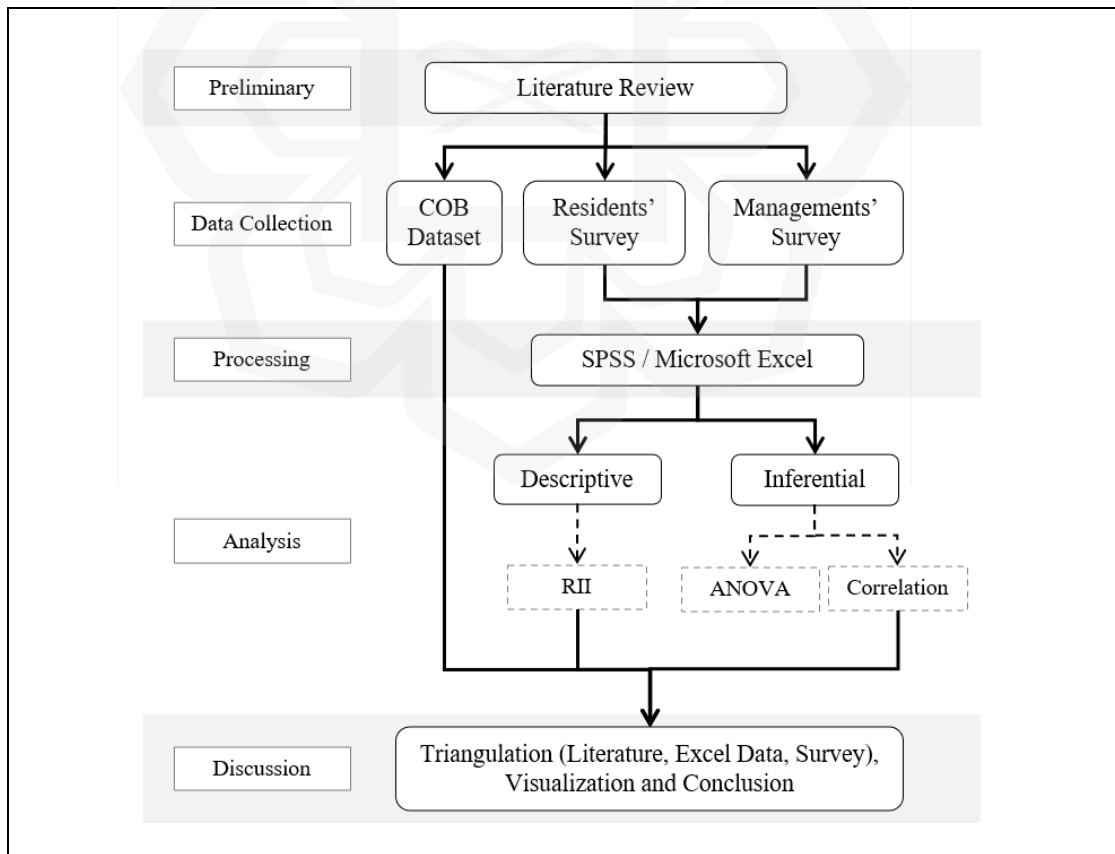 Preliminary
Literature Review
Data Collection
COB
Dataset
Residents’
Survey
Managements’
Survey
Processing
SPSS / Microsoft Excel
Descriptive
Inferential
Analysis
RII
ANOVA
Correlation
Discussion
Triangulation (Literature, Excel Data, Survey),
Visualization and Conclusion